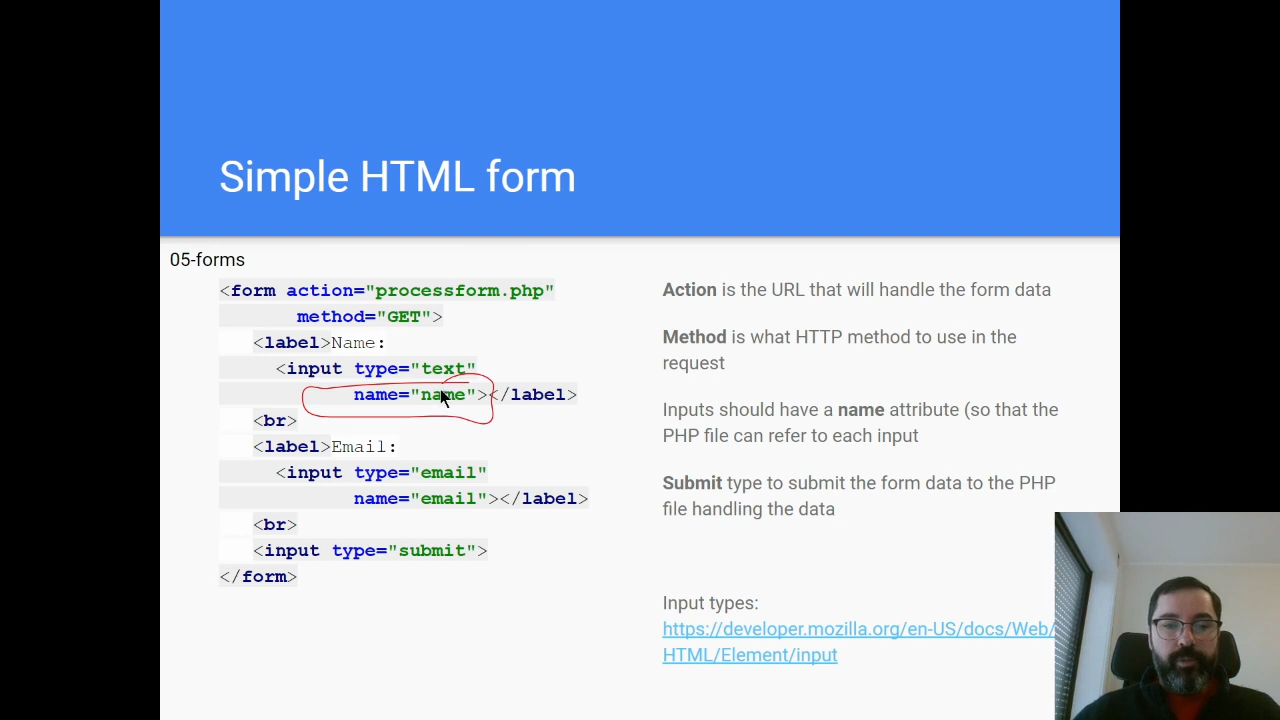 Simple HTML form
05-forms
<form action="processform.php"
method="GET">
<label>Name:
<input type="text"
name="name"></label>
<br>
<label>Email:
<input type="email"
name="email"></label>
<br>
<input type="submit">
</form>
Action is the URL that will handle the form data
Method is what HTTP method to use in the
request
Inputs should have a name attribute (so that the
PHP file can refer to each input
Submit type to submit the form data to the PHP
file handling the data
Input types:
https://developer.mozilla.org/en-US/docs/Web/
HTML/Element/input